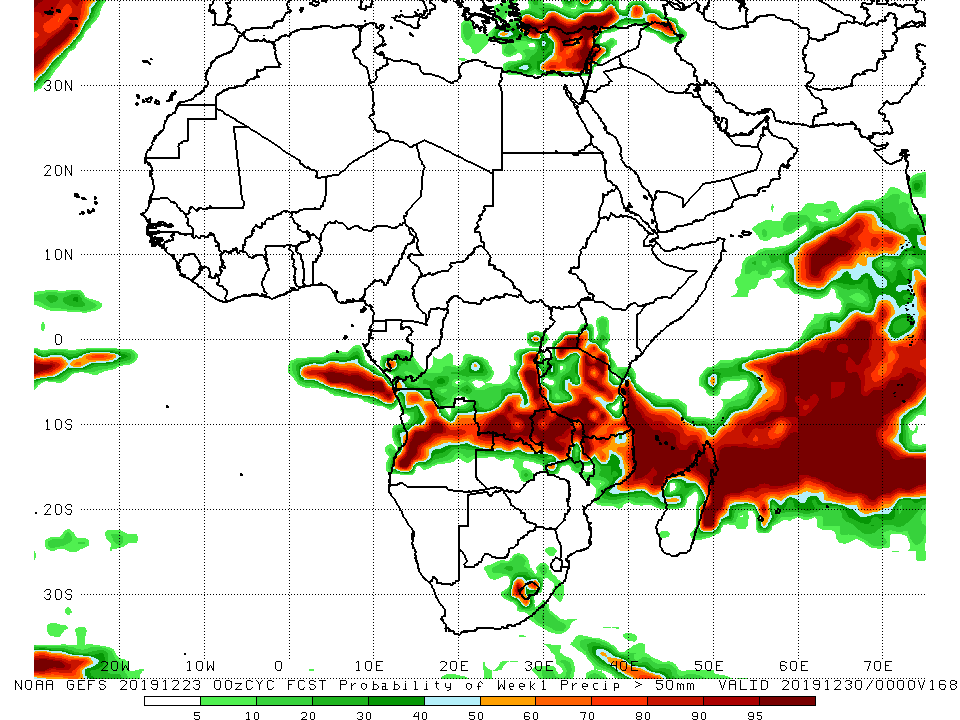 30N
20N
10N
0
10S
20S
30S
20W 10W 0 10E 20E 30E 40E 50E 60E 70E
NOAA GEFS 20191223 00zCYC FCST Probability of Week1 Precip > 50mm VALID 20191230/0000V168
5 10 20 30 40 50 60 70 80 90 95